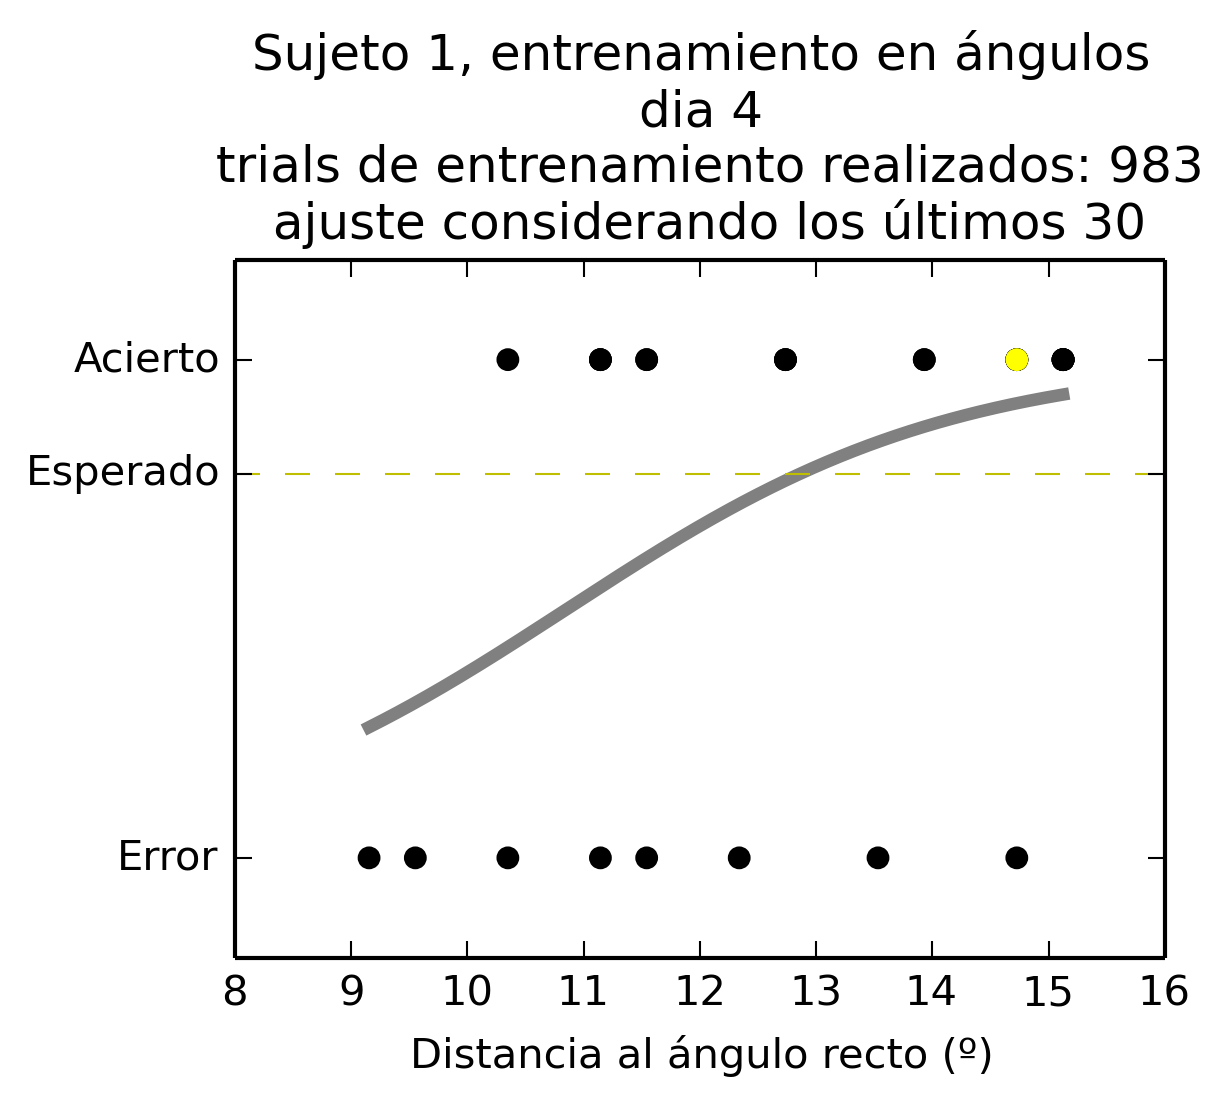 Sujeto 1, entrenamiento en ángulos
dia 4
trials de entrenamiento realizados: 983
ajuste considerando los últimos 30
Acierto
Esperado
Error
8 9 10 11 12 13 14 15 16
Distancia al ángulo recto (º)